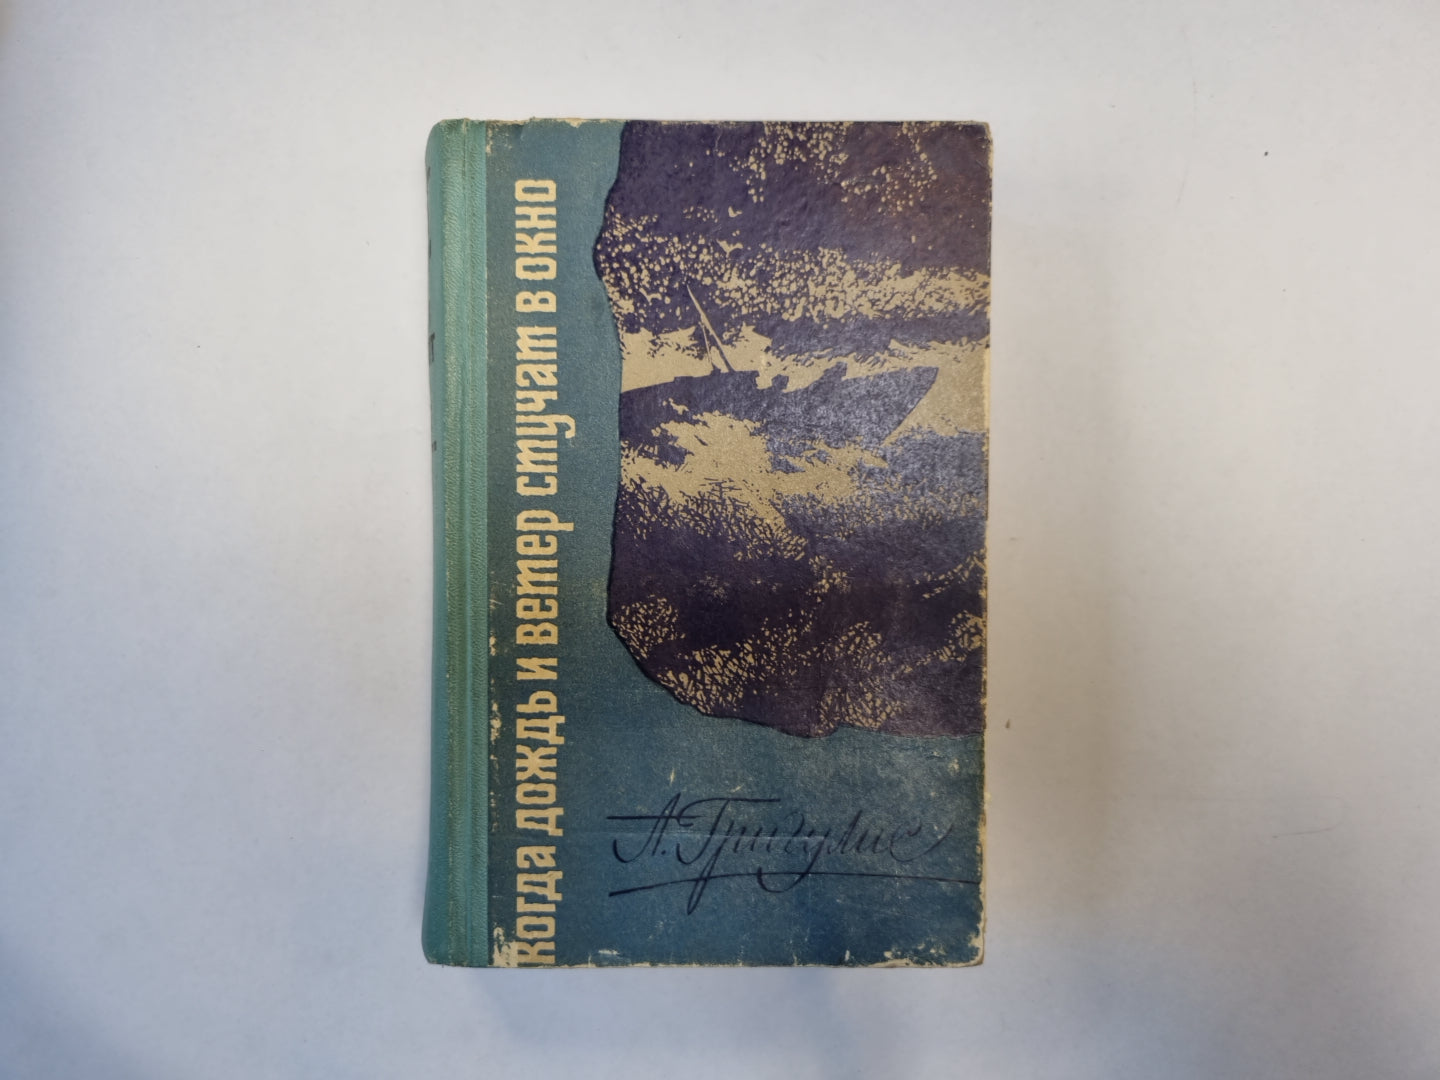 Когда дождь и ветер стучат в окно
А. Григулис